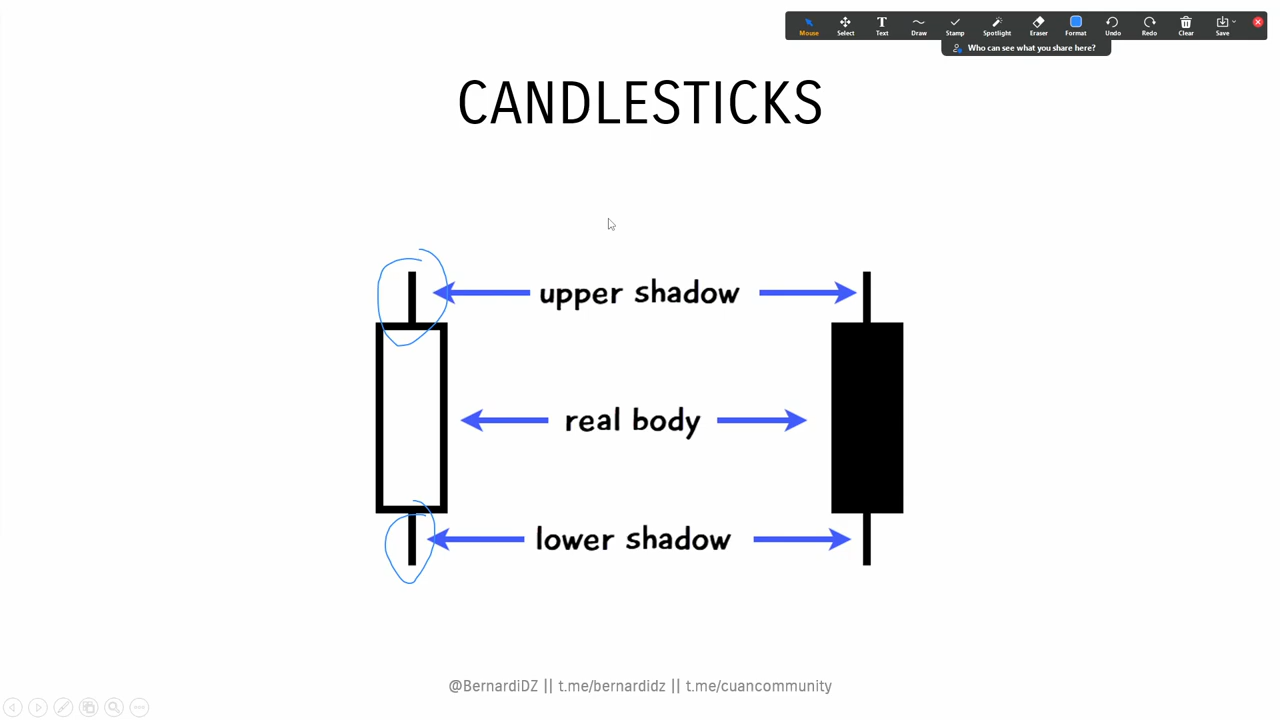 Mouse Select Text Draw Stamp Spotlight Eraser Format Undo Redo Clear Save
Who can see what you share here?
CANDLESTICKS
upper shadow
real body
lower shadow
@BernardiDZ || t.me/bernardidz || t.me/cuancommunity